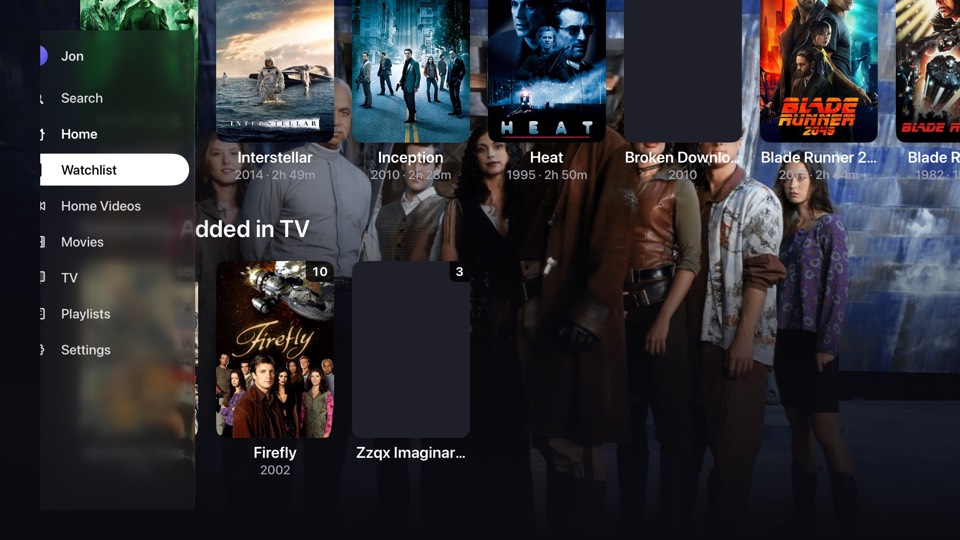 Jon
Search
Home
Watchlist
Home Videos
Movies
TV
Playlists
Settings
INTERSTELLAR
HEAT
BLADE
RUNNER
2049
Interstellar
2014 · 2h 49m
Inception
2010 · 2h 28m
Heat
1995 · 2h 50m
Broken Downlo…
2010
Blade Runner 2…
Blade R
1982 · 1
Added in TV
10
Firefly
3
Firefly
2002
Zzqx Imaginar…